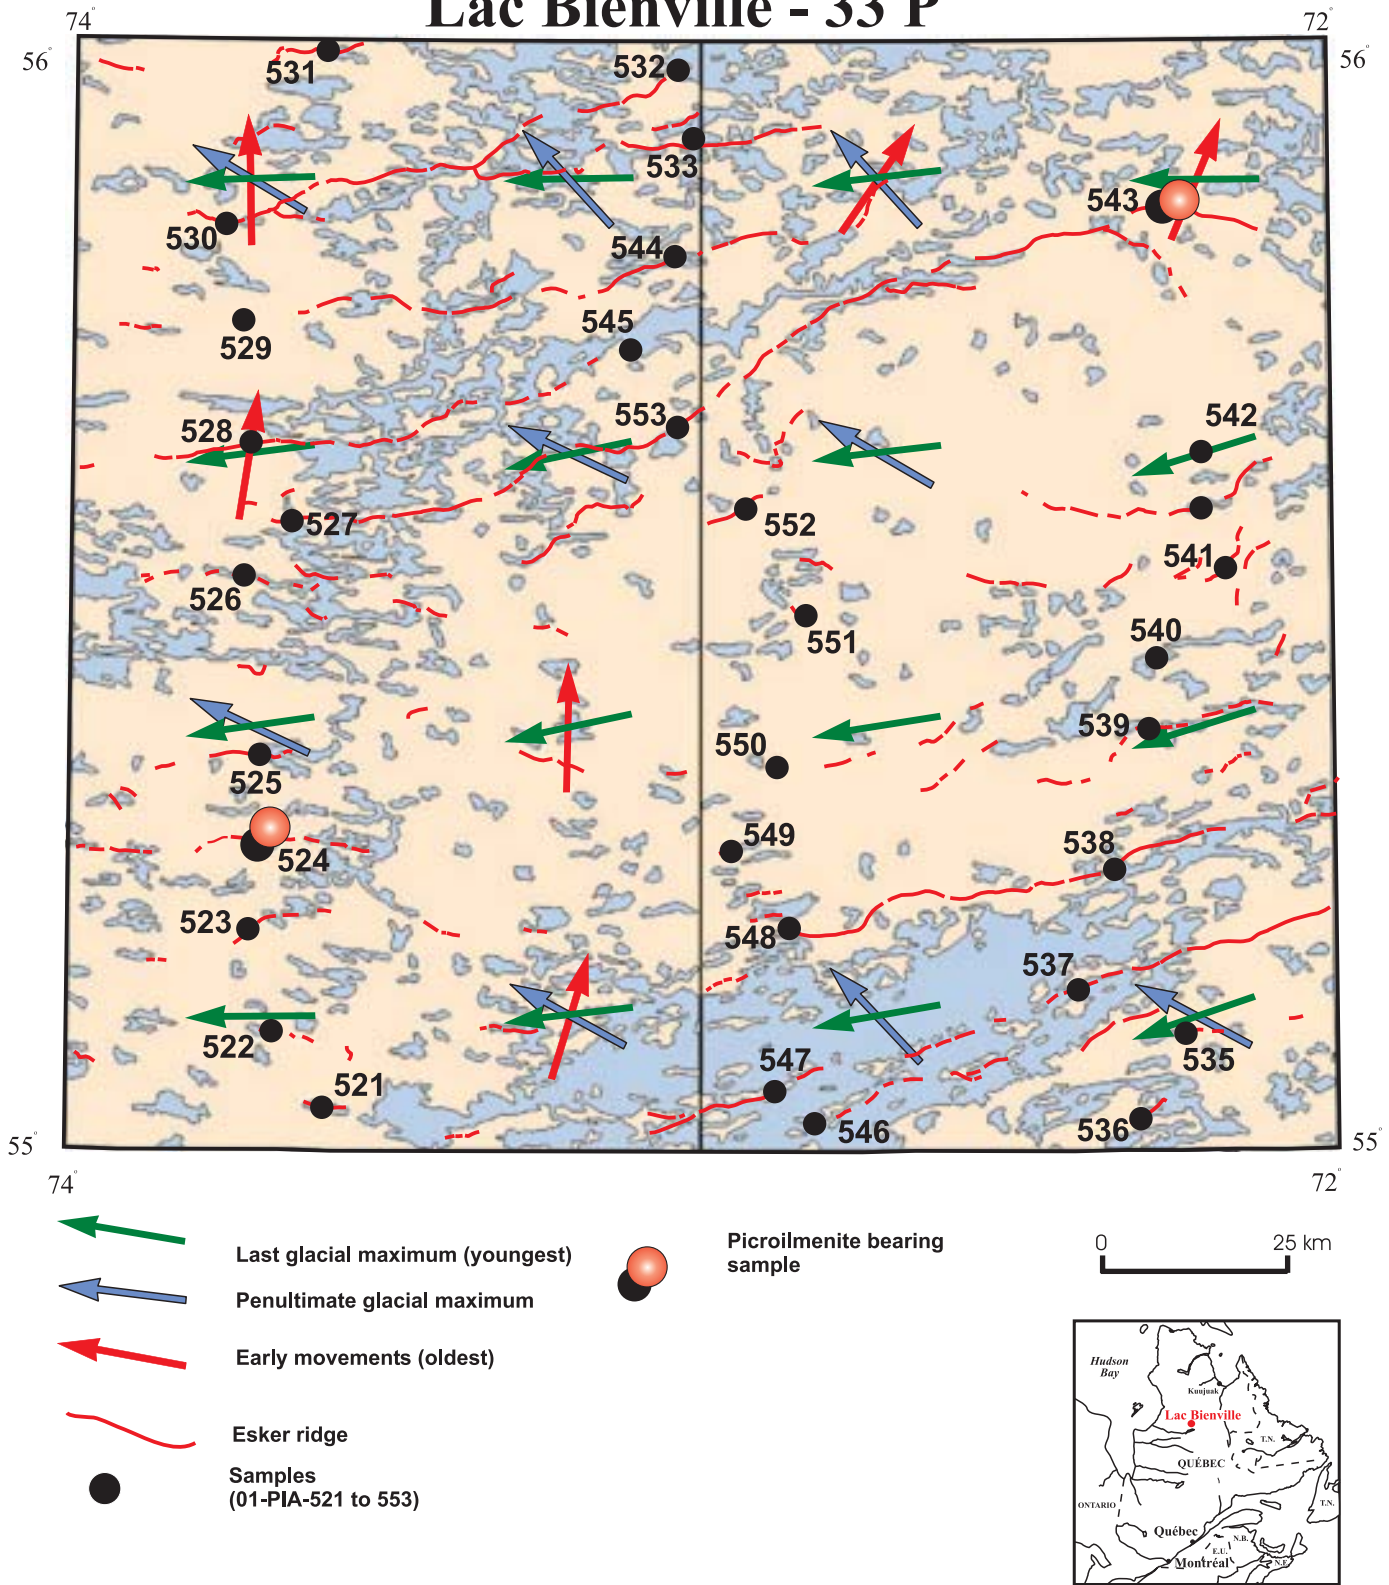 Lac Bienville - 33 P
74°
72°
56°
56°
531
532
533
530
543
544
529
545
528
553
542
527
552
541
526
551
540
539
550
525
549
538
524
523
548
537
522
547
535
521
546
536
55°
55°
74°
72°
Last glacial maximum (youngest)
Penultimate glacial maximum
Early movements (oldest)
Esker ridge
Samples
(01-PIA-521 to 553)
Picroilmenite bearing
sample
0 25 km
Hudson
Bay
Kuujuak
Lac Bienville
T.N.
QUÉBEC
ONTARIO
T.N.
Québec
N.B.
E.U.
Montréal
N.E.